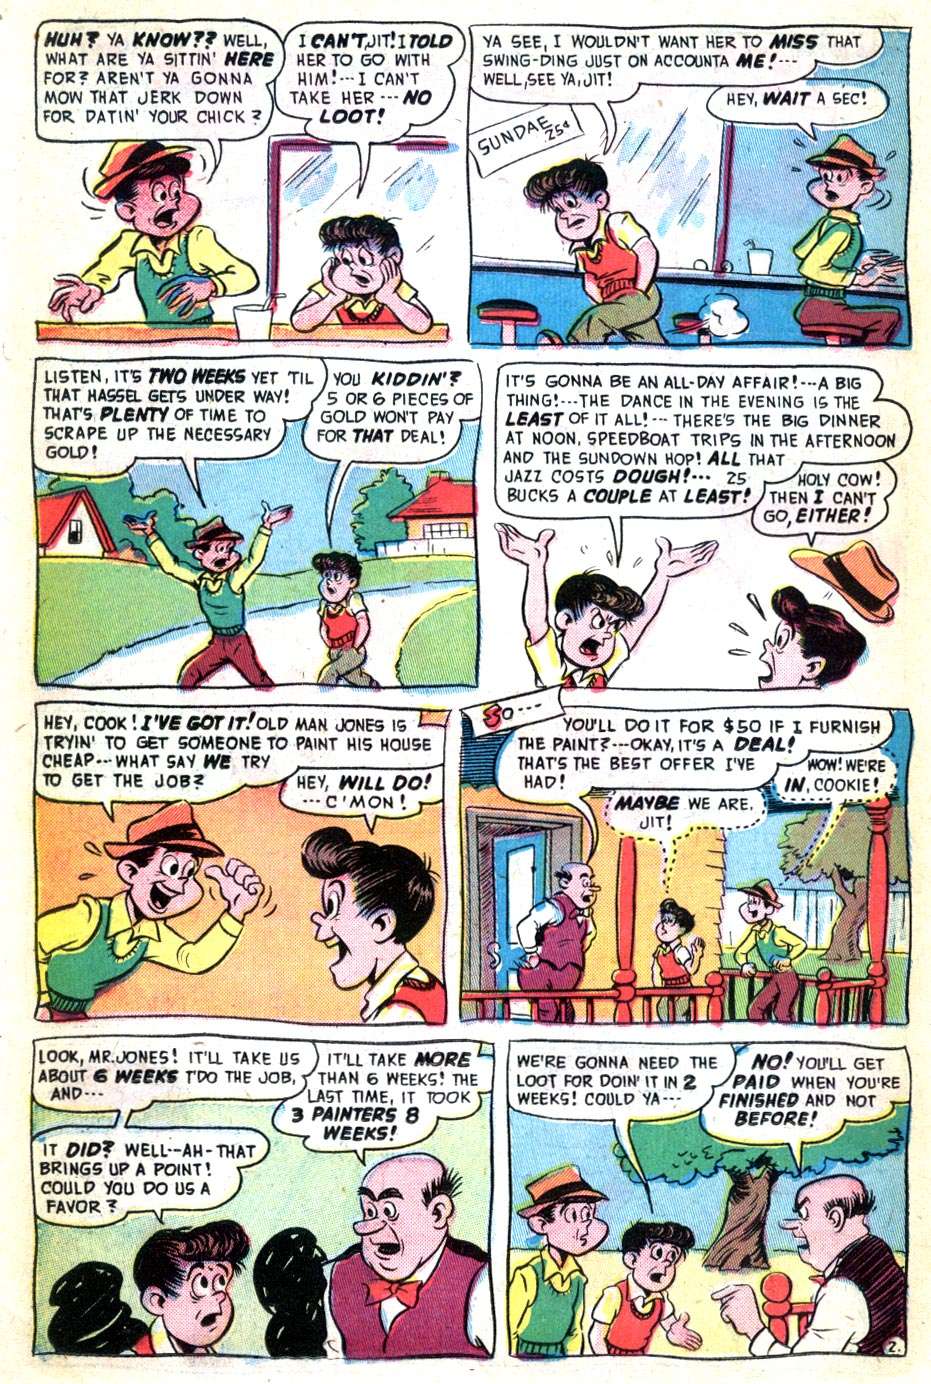 HUH? YA KNOW?? WELL,
WHAT ARE YA SITTIN' HERE
FOR? AREN'T YA GONNA
MOW THAT JERK DOWN
FOR DATIN' YOUR CHICK?
I CAN'T, JIT! I TOLD
HER TO GO WITH
HIM!--- I CAN'T
TAKE HER --- NO
LOOT!
YA SEE, I WOULDN'T WANT HER TO MISS THAT
SWING-DING JUST ON ACCOUNTA ME!---
WELL, SEE YA, JIT!
HEY, WAIT A SEC!
SUNDAE
25¢
LISTEN, IT'S TWO WEEKS YET 'TIL
THAT HASSEL GETS UNDER WAY!
THAT'S PLENTY OF TIME TO
SCRAPE UP THE NECESSARY
GOLD!
YOU KIDDIN'?
5 OR 6 PIECES OF
GOLD WON'T PAY
FOR THAT DEAL!
IT'S GONNA BE AN ALL-DAY AFFAIR!---A BIG
THING!---THE DANCE IN THE EVENING IS THE
LEAST OF IT ALL!--- THERE'S THE BIG DINNER
AT NOON, SPEEDBOAT TRIPS IN THE AFTERNOON
AND THE SUNDOWN HOP! ALL THAT
JAZZ COSTS DOUGH!--- 25
BUCKS A COUPLE AT LEAST!
HOLY COW!
THEN I CAN'T
GO, EITHER!
HEY, COOK! I'VE GOT IT! OLD MAN JONES IS
TRYIN' TO GET SOMEONE TO PAINT HIS HOUSE
CHEAP--- WHAT SAY WE TRY
TO GET THE JOB?
HEY, WILL DO!
--- C'MON!
SO---
YOU'LL DO IT FOR $50 IF I FURNISH
THE PAINT?---OKAY, IT'S A DEAL!
THAT'S THE BEST OFFER I'VE
HAD!
MAYBE WE ARE,
JIT!
WOW! WE'RE
IN, COOKIE!
LOOK, MR. JONES! IT'LL TAKE US
ABOUT 6 WEEKS T'DO THE JOB,
AND---
IT'LL TAKE MORE
THAN 6 WEEKS! THE
LAST TIME, IT TOOK
3 PAINTERS 8
WEEKS!
IT DID? WELL--AH-THAT
BRINGS UP A POINT!
COULD YOU DO US A
FAVOR?
WE'RE GONNA NEED THE
LOOT FOR DOIN' IT IN 2
WEEKS! COULD YA---
NO! YOU'LL GET
PAID WHEN YOU'RE
FINISHED AND NOT
BEFORE!
2.